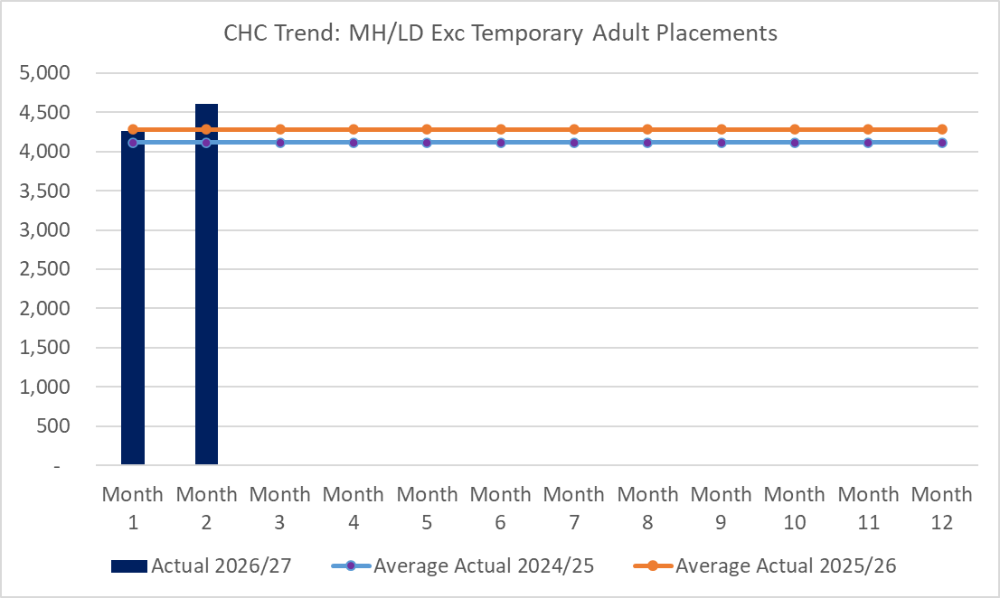 CHC Trend: MH/LD Exc Temporary Adult Placements
5,000
4,500
4,000
3,500
3,000
2,500
2,000
1,500
1,000
500
-
Month 1
Month 2
Month 3
Month 4
Month 5
Month 6
Month 7
Month 8
Month 9
Month 10
Month 11
Month 12
Actual 2026/27
Average Actual 2024/25
Average Actual 2025/26